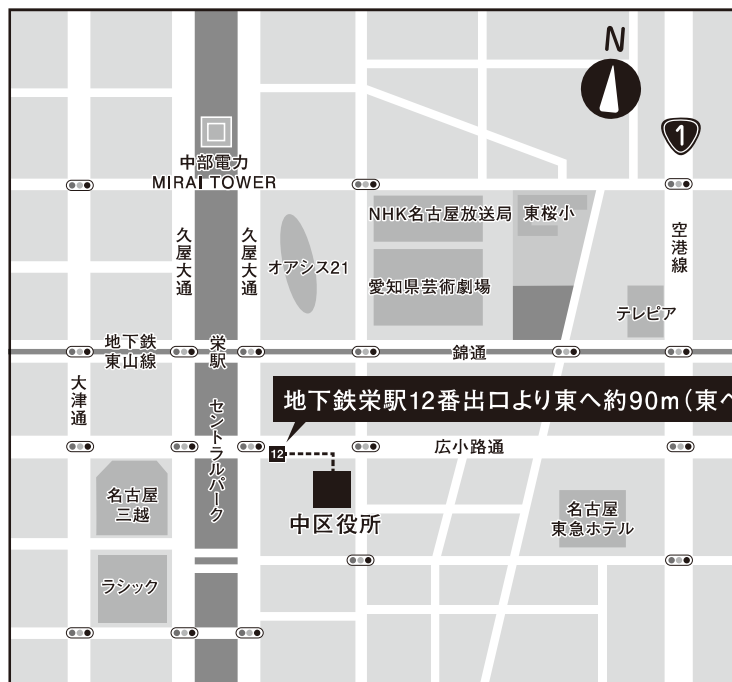 N
1
中部電力
MIRAI TOWER
久屋大通
久屋大通
オアシス21
NHK名古屋放送局
東桜小
愛知県芸術劇場
空港線
テレピア
地下鉄
東山線
栄駅
錦通
大津通
セントラルパーク
地下鉄栄駅12番出口より東へ約90m(東へ
12
広小路通
名古屋
三越
中区役所
名古屋
東急ホテル
ラシック